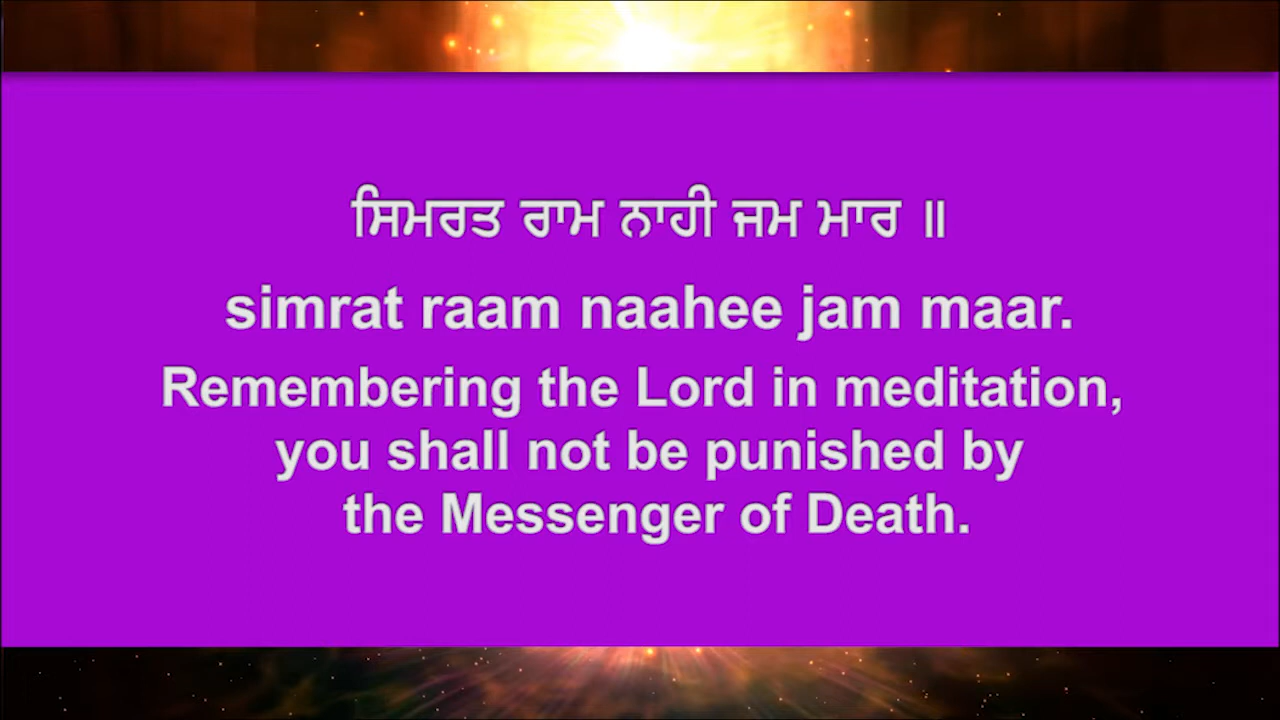 ਸਿਮਰਤ ਰਾਮ ਨਾਹੀ ਜਮ ਮਾਰ ॥
simrat raam naahee jam maar.
Remembering the Lord in meditation,
you shall not be punished by
the Messenger of Death.